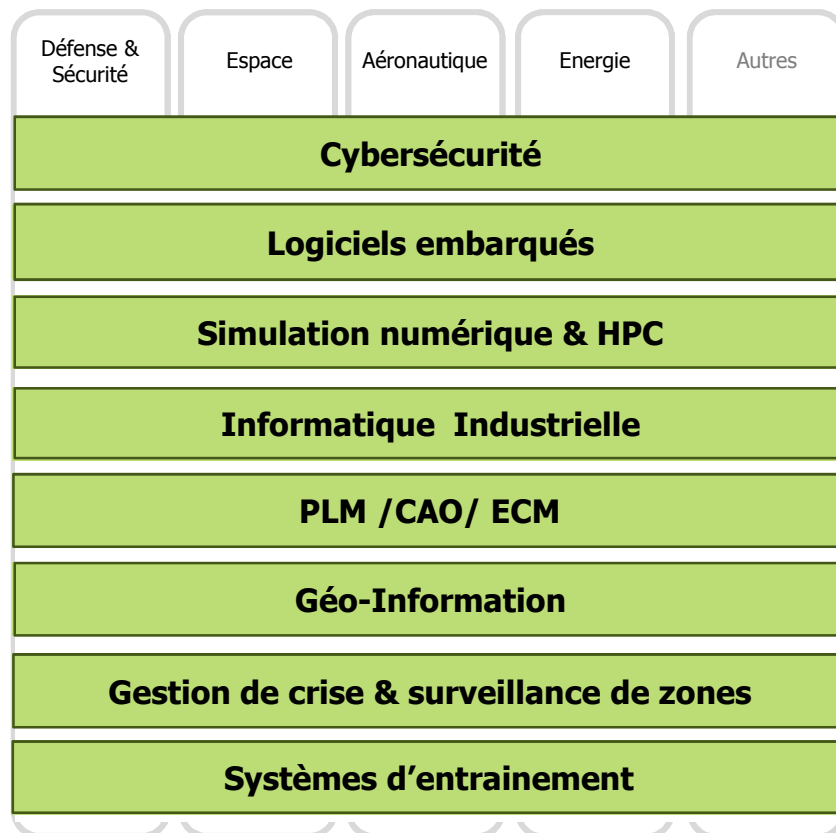 Défense &
Sécurité
Espace
Aéronautique
Energie
Autres
Cybersécurité
Logiciels embarqués
Simulation numérique & HPC
Informatique  Industrielle
PLM /CAO/ ECM
Géo-Information
Gestion de crise & surveillance de zones
Systèmes d’entrainement